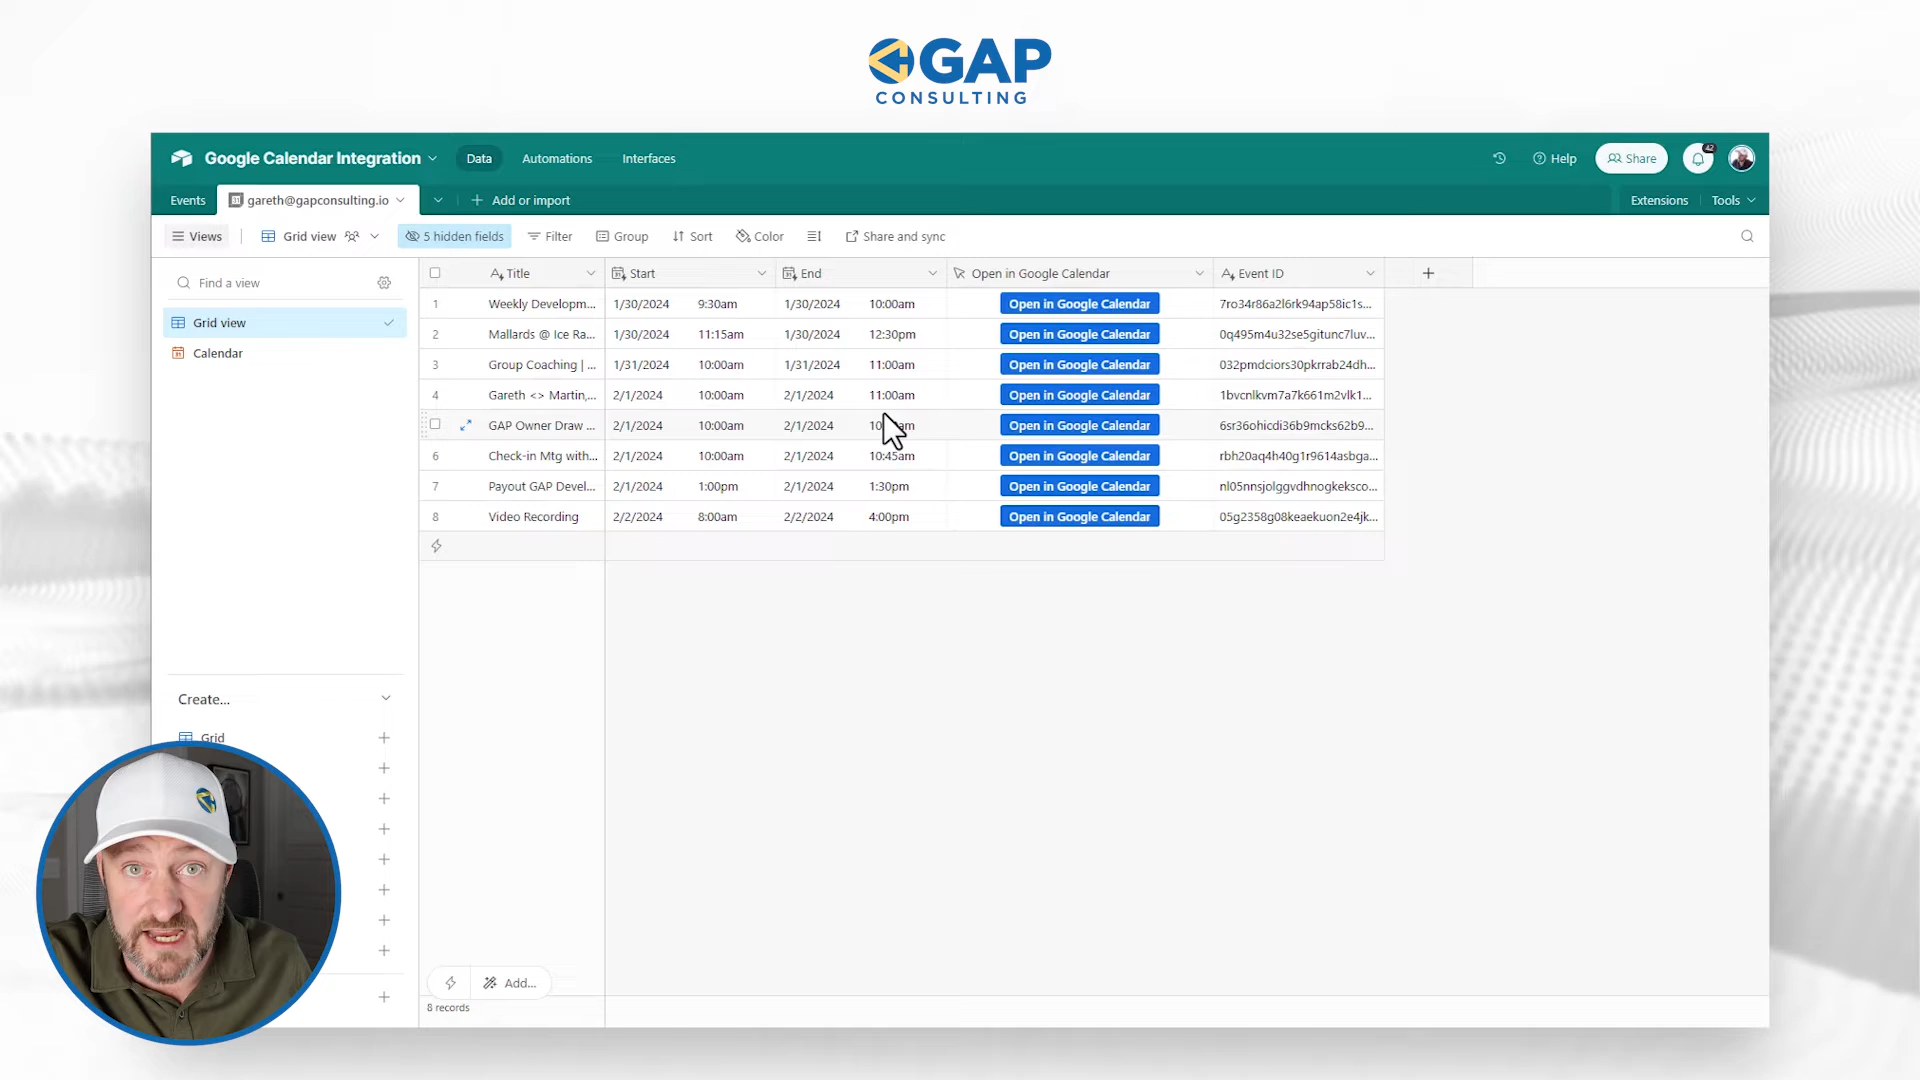 GAP
CONSULTING
Google Calendar Integration Data Automations Interfaces Help Share 42
Events gareth@gapconsulting.io Add or import Extensions Tools
Views Grid view 5 hidden fields Filter Group Sort Color Share and sync
Find a view
Grid view
Calendar
Create...
Grid
Title Start End Open in Google Calendar Event ID
1 Weekly Developm... 1/30/2024 9:30am 1/30/2024 10:00am Open in Google Calendar 7ro34r86a2l6rk94ap58ic1s...
2 Mallards @ Ice Ra... 1/30/2024 11:15am 1/30/2024 12:30pm Open in Google Calendar 0q495m4u32se5gitunc7luv...
3 Group Coaching | ... 1/31/2024 10:00am 1/31/2024 11:00am Open in Google Calendar 032pmdciors30pkrrab24dh...
4 Gareth <> Martin,... 2/1/2024 10:00am 2/1/2024 11:00am Open in Google Calendar 1bvcnlkvm7a7k661m2vlk1...
GAP Owner Draw ... 2/1/2024 10:00am 2/1/2024 Open in Google Calendar 6sr36ohicdi36b9mcks62b9...
6 Check-in Mtg with... 2/1/2024 10:00am 2/1/2024 10:45am Open in Google Calendar rbh20aq4h40g1r9614asbga...
7 Payout GAP Devel... 2/1/2024 1:00pm 2/1/2024 1:30pm Open in Google Calendar nl05nnsjolggvdhnogkeksco...
8 Video Recording 2/2/2024 8:00am 2/2/2024 4:00pm Open in Google Calendar 05g2358g08keaekuon2e4jk...
Add...
8 records